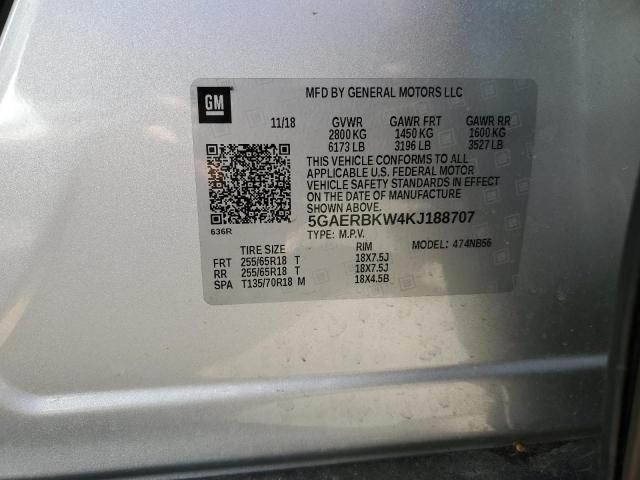 GM
MFD BY GENERAL MOTORS LLC
11/18 GVWR GAWR FRT GAWR RR
2800 KG 1450 KG 1600 KG
6173 LB 3196 LB 3527 LB
THIS VEHICLE CONFORMS TO ALL
APPLICABLE U.S. FEDERAL MOTOR
VEHICLE SAFETY STANDARDS IN EFFECT
ON THE DATE OF MANUFACTURE
SHOWN ABOVE.
636R 5GAERBKW4KJ188707
TYPE: M.P.V. MODEL: 474NB56
TIRE SIZE RIM
FRT 255/65R18 T 18X7.5J
RR 255/65R18 T 18X7.5J
SPA T135/70R18 M 18X4.5B